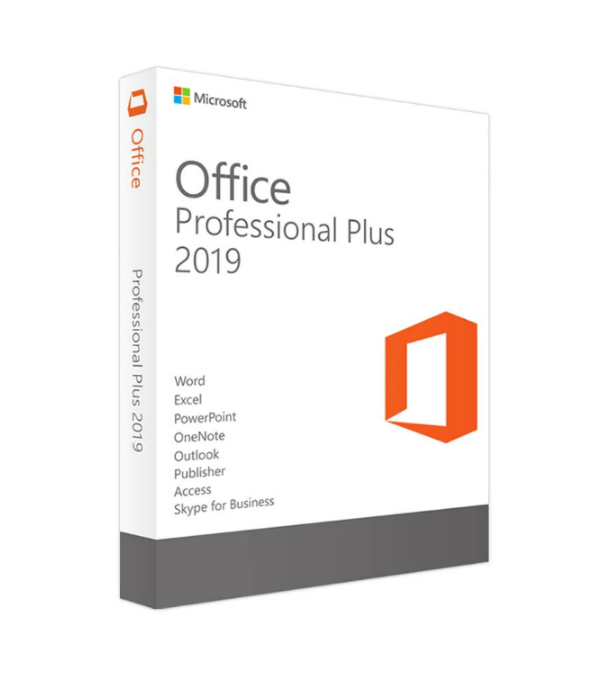 Microsoft
Office
Professional Plus
2019
Word
Excel
PowerPoint
OneNote
Outlook
Publisher
Access
Skype for Business
Office
Professional Plus 2019